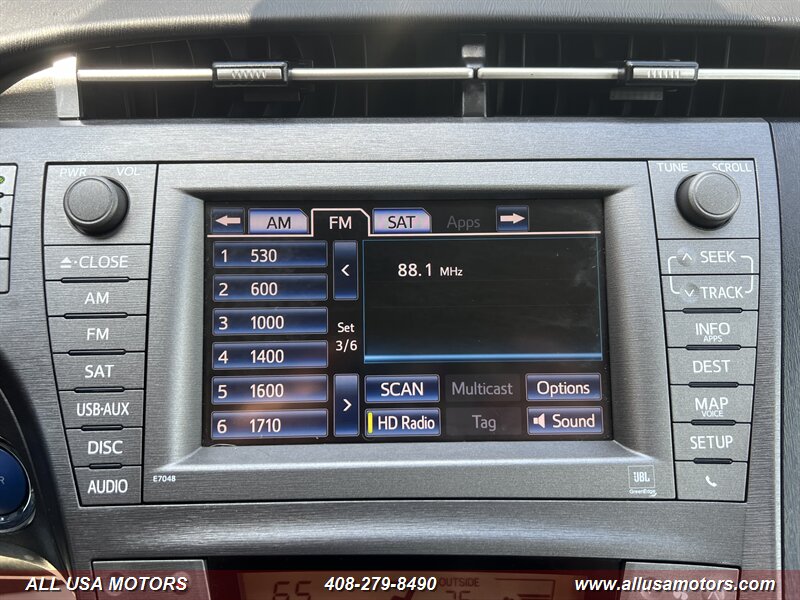 PWR VOL
TUNE SCROLL
AM FM SAT Apps
CLOSE
AM
FM
SAT
USB·AUX
DISC
AUDIO
1 530
2 600
3 1000
4 1400
5 1600
6 1710
<
Set
3/6
>
88.1 MHz
SCAN Multicast Options
HD Radio Tag Sound
SEEK
TRACK
INFO
APPS
DEST
MAP
VOICE
SETUP
E7048
JBL
GreenEdge
65 OUTSIDE
ALL USA MOTORS 408-279-8490 www.allusamotors.com